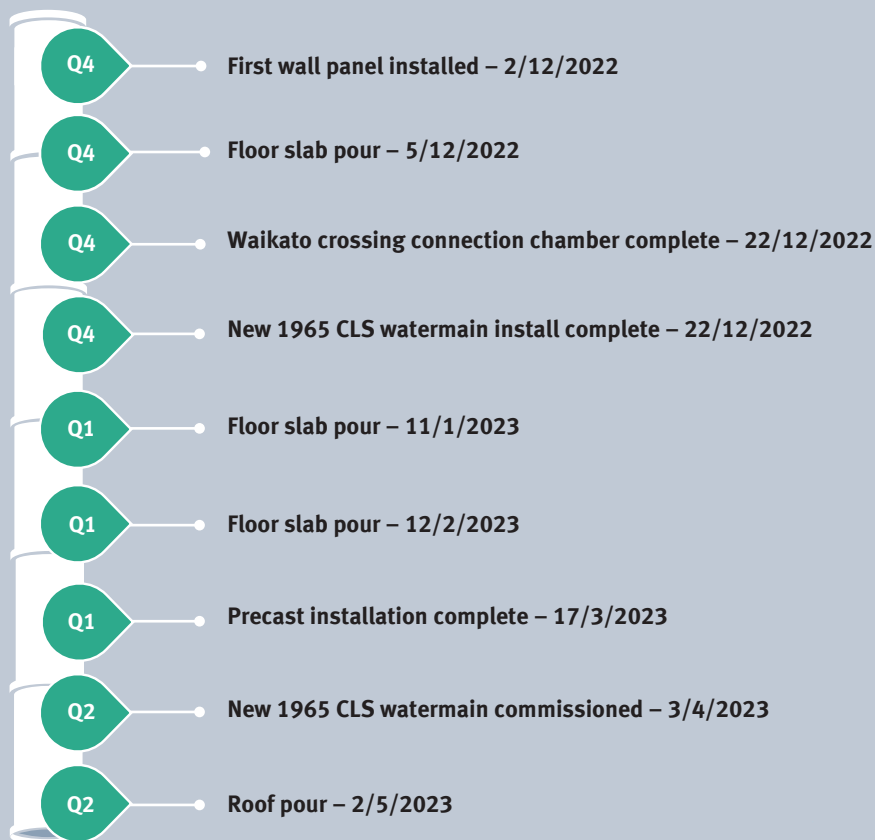 Q4 First wall panel installed – 2/12/2022
Q4 Floor slab pour – 5/12/2022
Q4 Waikato crossing connection chamber complete – 22/12/2022
Q4 New 1965 CLS watermain install complete – 22/12/2022
Q1 Floor slab pour – 11/1/2023
Q1 Floor slab pour – 12/2/2023
Q1 Precast installation complete – 17/3/2023
Q2 New 1965 CLS watermain commissioned – 3/4/2023
Q2 Roof pour – 2/5/2023